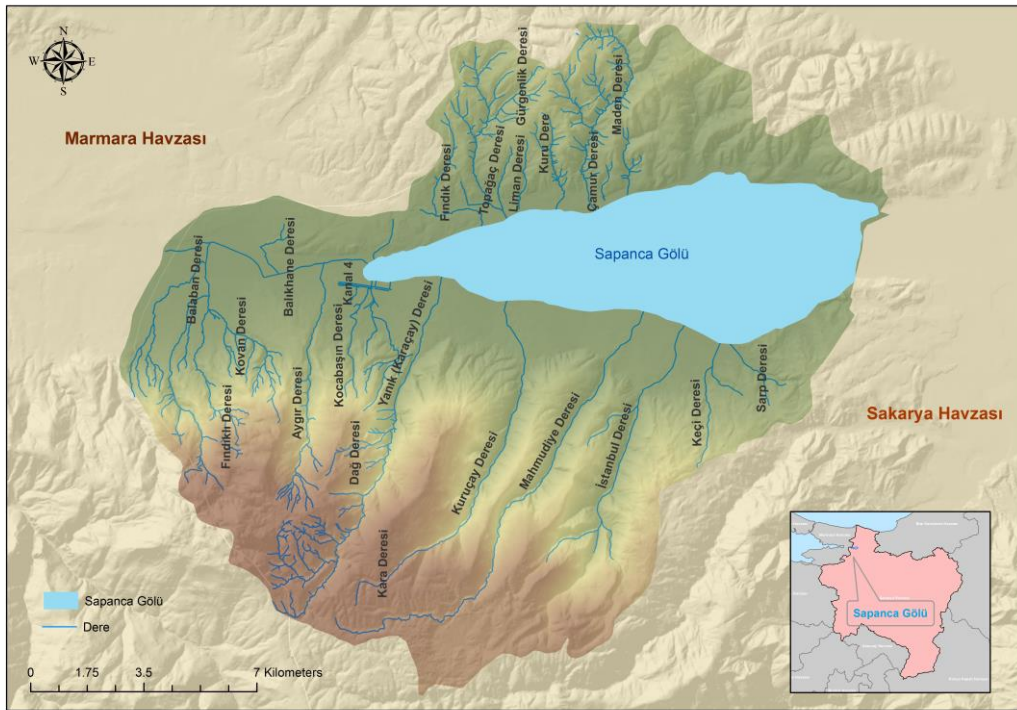 N
W E
S
Marmara Havzası
Fındık Deresi
Topağaç Deresi
Gürgenlik Deresi
Liman Deresi
Kuru Dere
Çamur Deresi
Maden Deresi
Sapanca Gölü
Balaban Deresi
Kovan Deresi
Fındıklı Deresi
Balıkhane Deresi
Aygır Deresi
Kanal 4
Kocabaşın Deresi
Dağ Deresi
Yanık (Karaçay) Deresi
Kara Deresi
Kuruçay Deresi
Mahmudiye Deresi
İstanbul Deresi
Keçi Deresi
Sarp Deresi
Sakarya Havzası
Sapanca Gölü
Dere
0 1.75 3.5 7 Kilometers
Sapanca Gölü